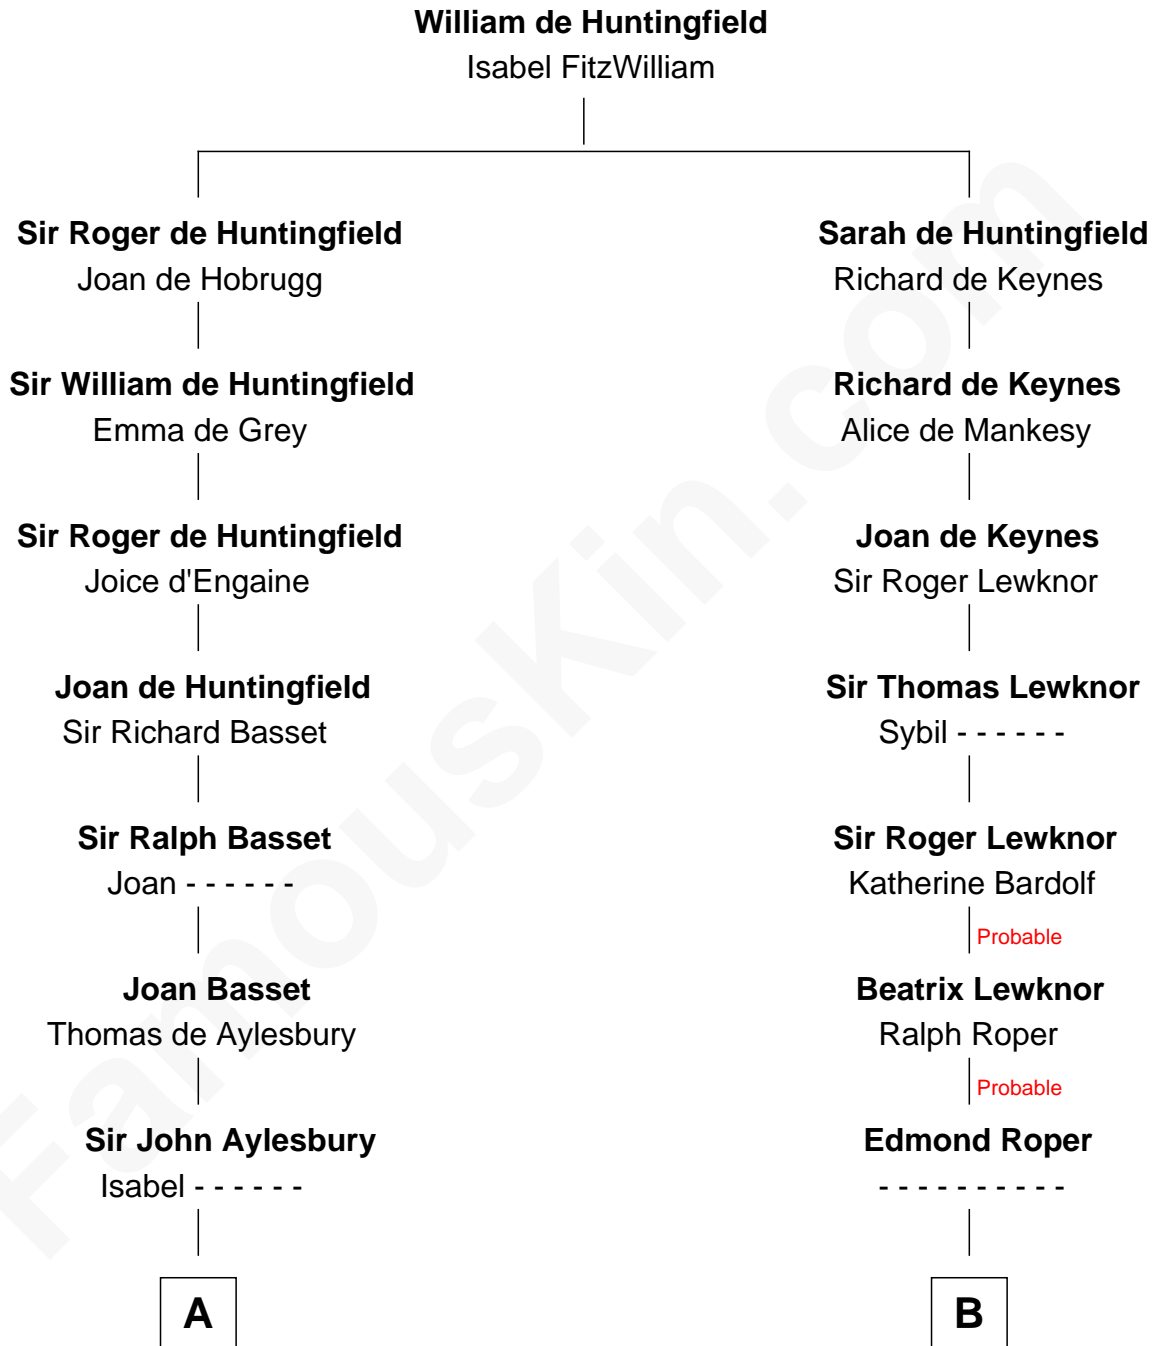 William de Huntingfield
Isabel FitzWilliam
Sir Roger de Huntingfield
Joan de Hobrugg
Sir William de Huntingfield
Emma de Grey
Sir Roger de Huntingfield
Joice d'Engaine
Joan de Huntingfield
Sir Richard Basset
Sir Ralph Basset
Joan - - - - - -
Joan Basset
Thomas de Aylesbury
Sir John Aylesbury
Isabel - - - - - -
A
Sarah de Huntingfield
Richard de Keynes
Richard de Keynes
Alice de Mankesy
Joan de Keynes
Sir Roger Lewknor
Sir Thomas Lewknor
Sybil - - - - - -
Sir Roger Lewknor
Katherine Bardolf
Probable
Beatrix Lewknor
Ralph Roper
Probable
Edmond Roper
- - - - - - - - - -
B
FamousKin.com